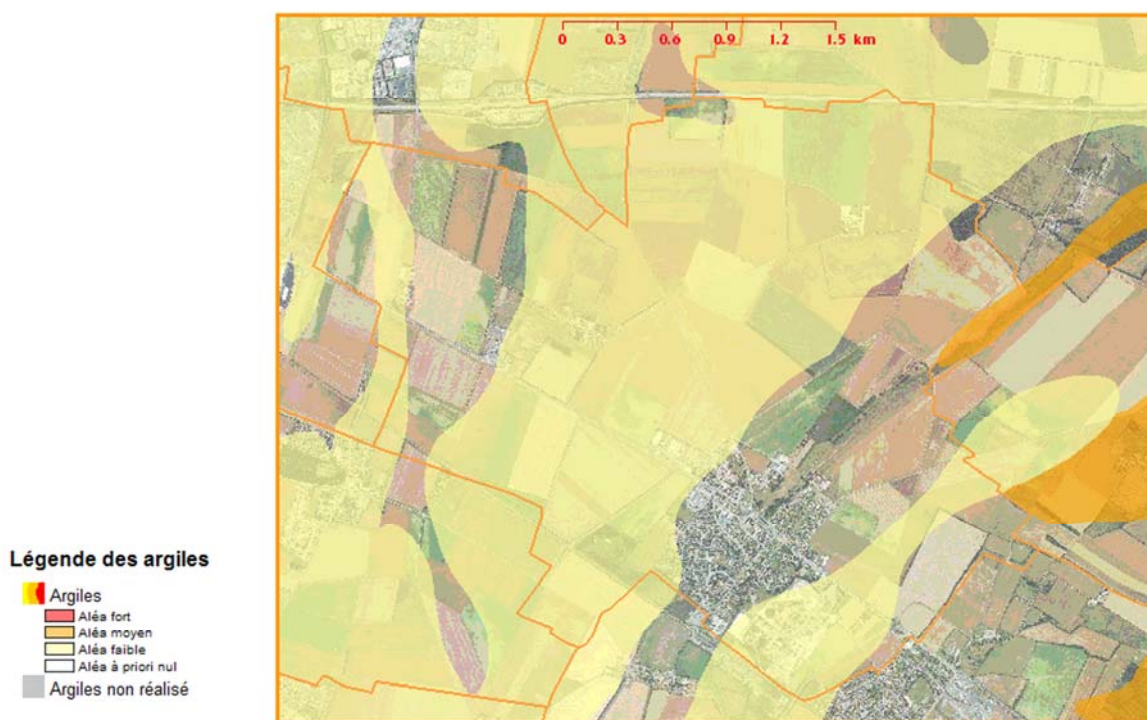 0 0.3 0.6 0.9 1.2 1.5 km
Légende des argiles
Argiles
Aléa fort
Aléa moyen
Aléa faible
Aléa à priori nul
Argiles non réalisé